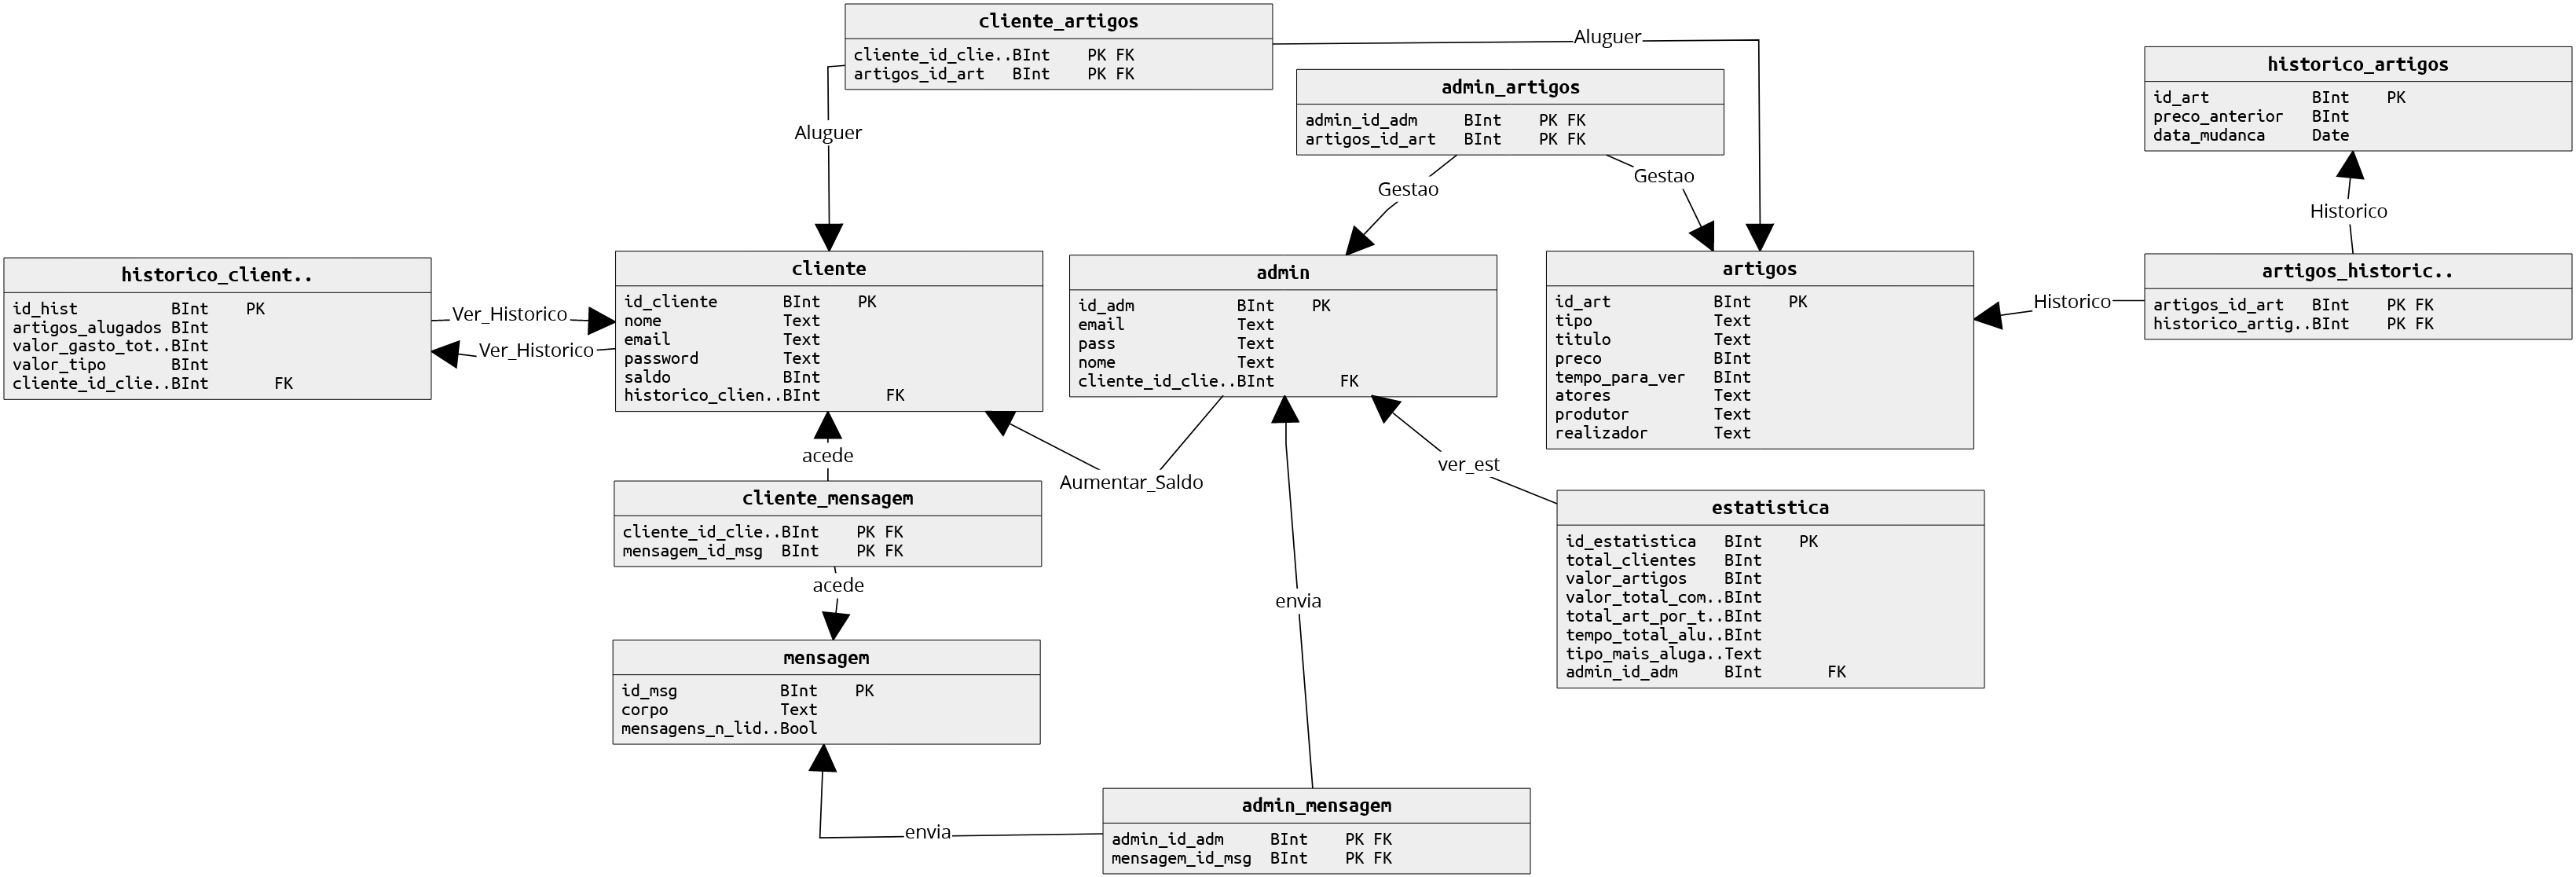 cliente_artigos
cliente_id_clie..BInt PK FK
artigos_id_art BInt PK FK
Aluguer
Aluguer
admin_artigos
admin_id_adm BInt PK FK
artigos_id_art BInt PK FK
Gestao
Gestao
historico_artigos
id_art BInt PK
preco_anterior BInt
data_mudanca Date
Historico
artigos_historic..
artigos_id_art BInt PK FK
historico_artig..BInt PK FK
Historico
historico_client..
id_hist BInt PK
artigos_alugados BInt
valor_gasto_tot..BInt
valor_tipo BInt
cliente_id_clie..BInt FK
Ver_Historico
Ver_Historico
cliente
id_cliente BInt PK
nome Text
email Text
password Text
saldo BInt
historico_clien..BInt FK
admin
id_adm BInt PK
email Text
pass Text
nome Text
cliente_id_clie..BInt FK
artigos
id_art BInt PK
tipo Text
titulo Text
preco BInt
tempo_para_ver BInt
atores Text
produtor Text
realizador Text
acede
Aumentar_Saldo
ver_est
cliente_mensagem
cliente_id_clie..BInt PK FK
mensagem_id_msg BInt PK FK
acede
envia
estatistica
id_estatistica BInt PK
total_clientes BInt
valor_artigos BInt
valor_total_com..BInt
total_art_por_t..BInt
tempo_total_alu..BInt
tipo_mais_aluga..Text
admin_id_adm BInt FK
mensagem
id_msg BInt PK
corpo Text
mensagens_n_lid..Bool
envia
admin_mensagem
admin_id_adm BInt PK FK
mensagem_id_msg BInt PK FK